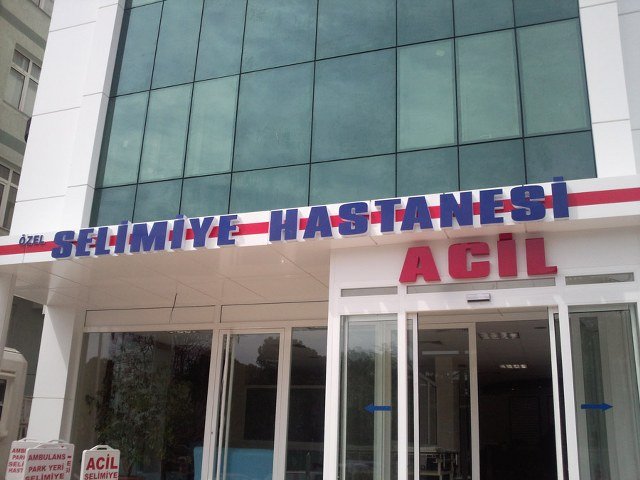 ÖZEL SELİMİYE HASTANESİ
ACİL
AMBULANS
PARK YERİ
SELİMİYE
ACİL
SELİMİYE